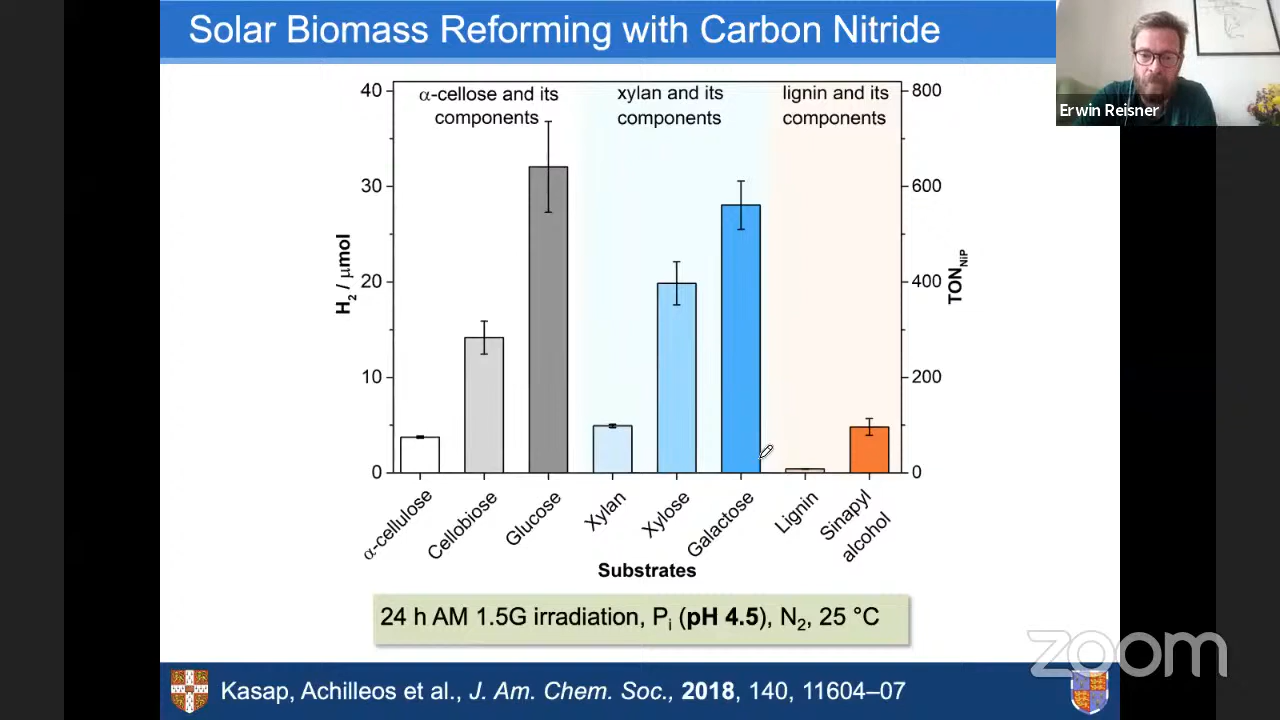 Solar Biomass Reforming with Carbon Nitride
Erwin Reisner
α-cellose and its
components
xylan and its
components
lignin and its
components
H2 / μmol
40
30
20
10
0
800
600
400
200
0
TONNiP
α-cellulose
Cellobiose
Glucose
Xylan
Xylose
Galactose
Lignin
Sinapyl
alcohol
Substrates
24 h AM 1.5G irradiation, Pi (pH 4.5), N2, 25 °C
zoom
Kasap, Achilleos et al., J. Am. Chem. Soc., 2018, 140, 11604–07